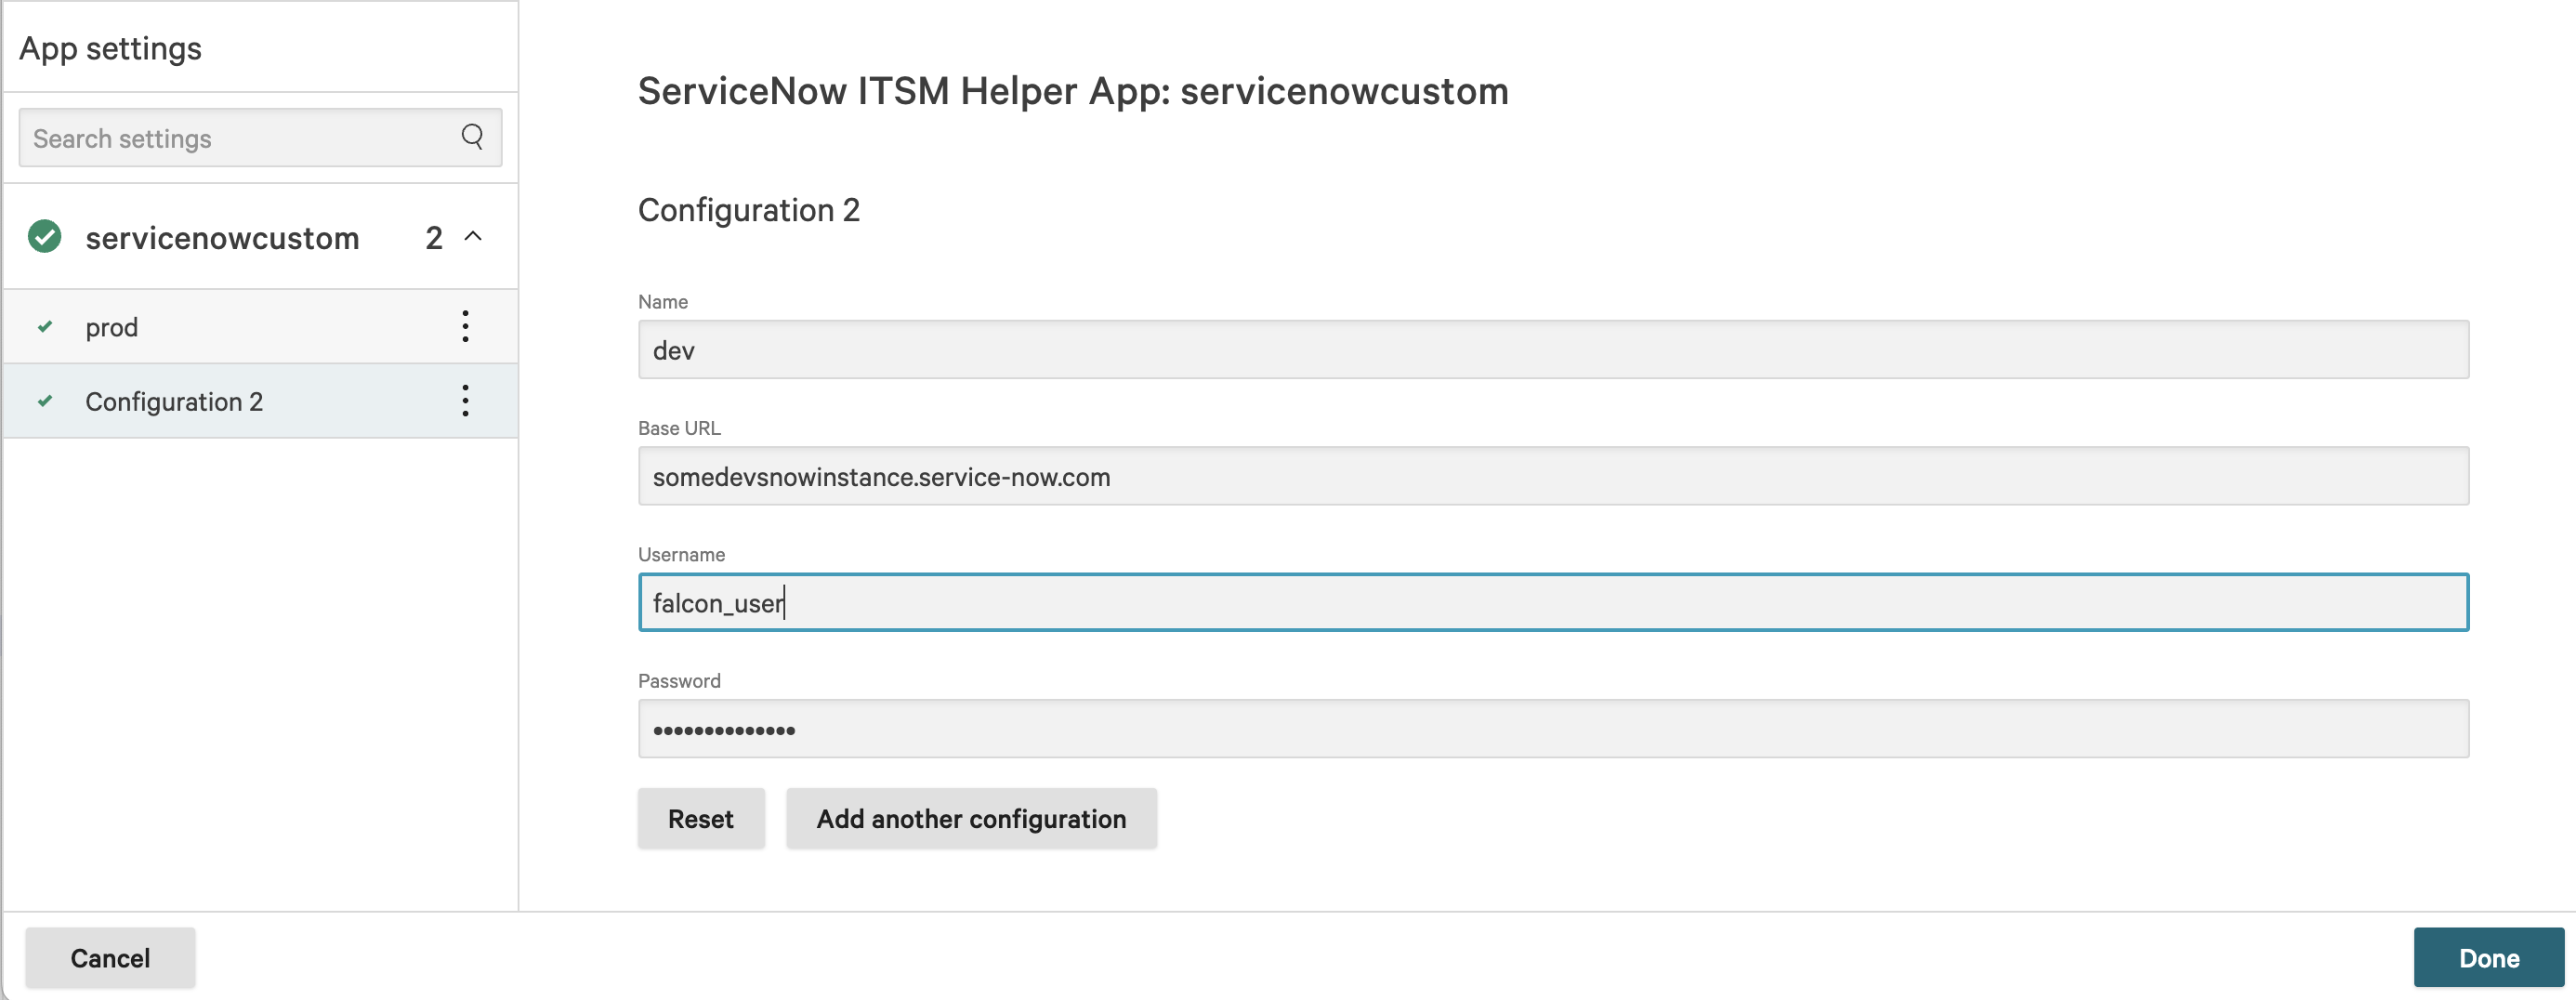 App settings
Search settings
servicenowcustom 2
prod
Configuration 2
ServiceNow ITSM Helper App: servicenowcustom
Configuration 2
Name
dev
Base URL
somedevsnowinstance.service-now.com
Username
falcon_user
Password
••••••••••••••
Reset Add another configuration
Cancel Done